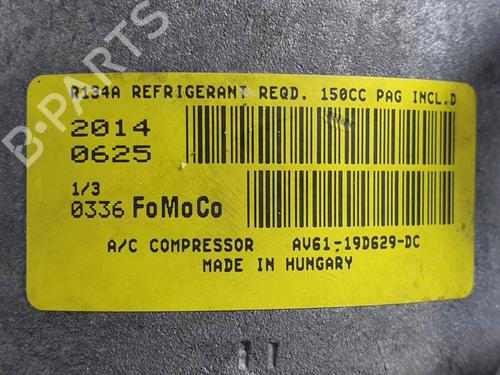 R134A REFRIGERANT REQD. 150CC PAG INCL.D
2014
0625
1/3
0336 FoMoCo
A/C COMPRESSOR AV61-19D629-DC
MADE IN HUNGARY
B-PARTS